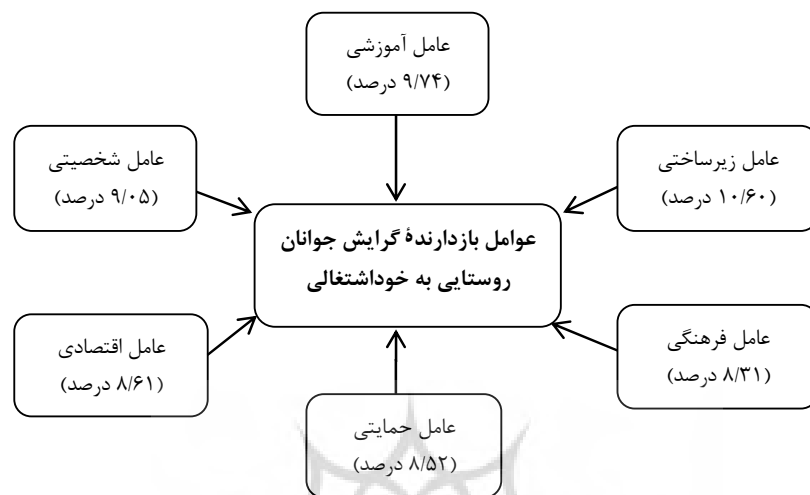 عامل آموزشی
(۹/۷۴ درصد)
عامل زیرساختی
(۱۰/۶۰ درصد)
عامل شخصیتی
(۹/۰۵ درصد)
عوامل بازدارندهٔ گرایش جوانان
روستایی به خوداشتغالی
عامل فرهنگی
(۸/۳۱ درصد)
عامل اقتصادی
(۸/۶۱ درصد)
عامل حمایتی
(۸/۵۲ درصد)